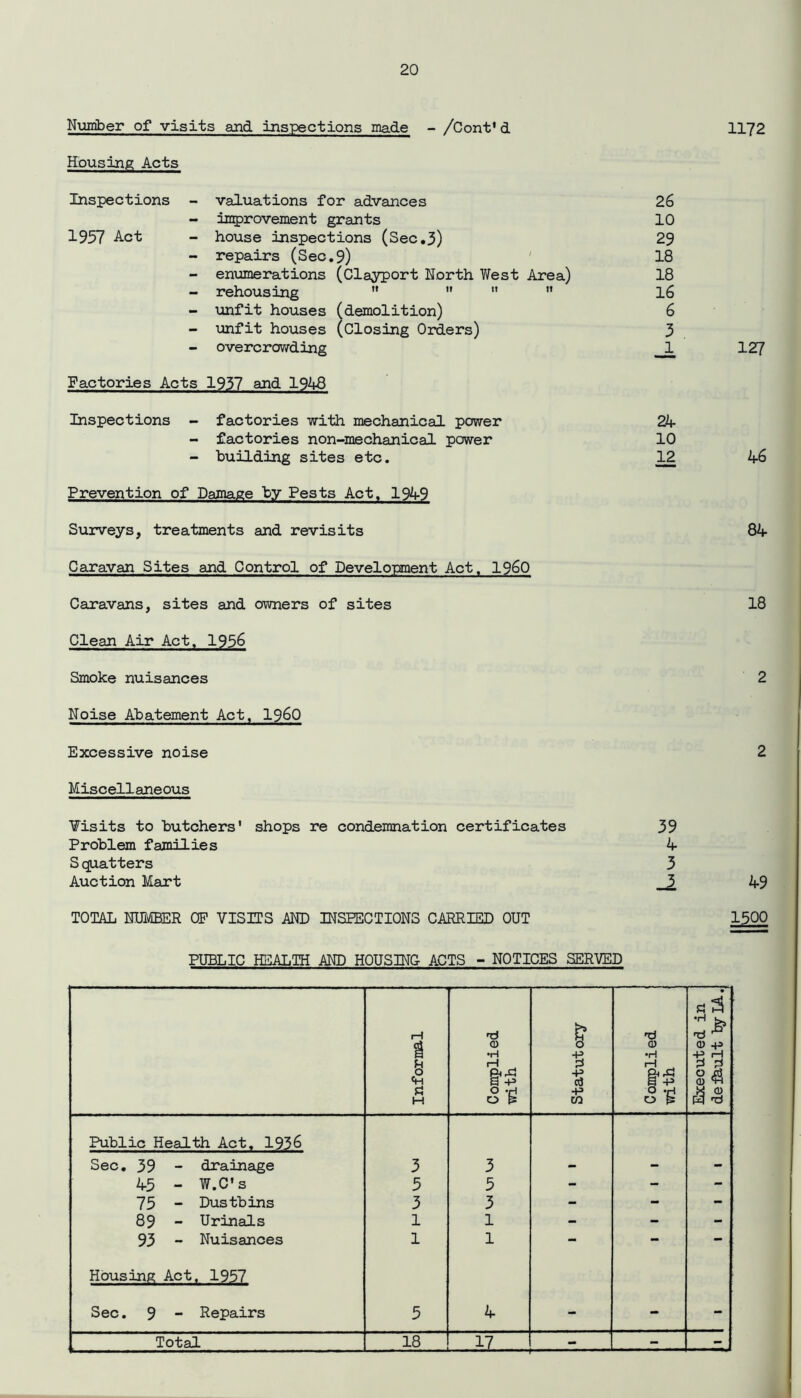 20
Number of visits and inspections made - /Cont'd 1172
Housing Acts
Inspections - valuations for advances 26
- improvement grants 10
1957 Act - house inspections (Sec.3) 29
- repairs (Sec.9) 18
- enumerations (Clayport North West Area) 18
- rehousing " " " " 16
- unfit houses (demolition) 6
- unfit houses (Closing Orders) 3
- overcrowding 1 127
Factories Acts 1937 and 1948
Inspections - factories with mechanical power 24
- factories non-mechanical power 10
- building sites etc. 12 46
Prevention of Damage by Pests Act, 1949
Surveys, treatments and revisits 84
Caravan Sites and Control of Development Act, 1960
Caravans, sites and owners of sites 18
Clean Air Act, 1956
Smoke nuisances 2
Noise Abatement Act, 1960
Excessive noise 2
Miscellaneous
Visits to butchers' shops re condemnation certificates 39
Problem families 4
Squatters 3
Auction Mart 3 49
TOTAL NUMBER OF VISITS AND INSPECTIONS CARRIED OUT 1500
PUBLIC HEALTH AND HOUSING ACTS - NOTICES SERVED
Informal
Complied
with
Statutory
Complied
with
Executed in
default by LA.
Public Health Act, 1936
Sec. 39 - drainage 3 3 - - -
45 - W.C's 5 5 - - -
75 - Dustbins 3 3 - - -
89 - Urinals 1 1 - - -
93 - Nuisances 1 1 - - -
Housing Act, 1957
Sec. 9 - Repairs 5 4 - - -
Total 18 17 - - -